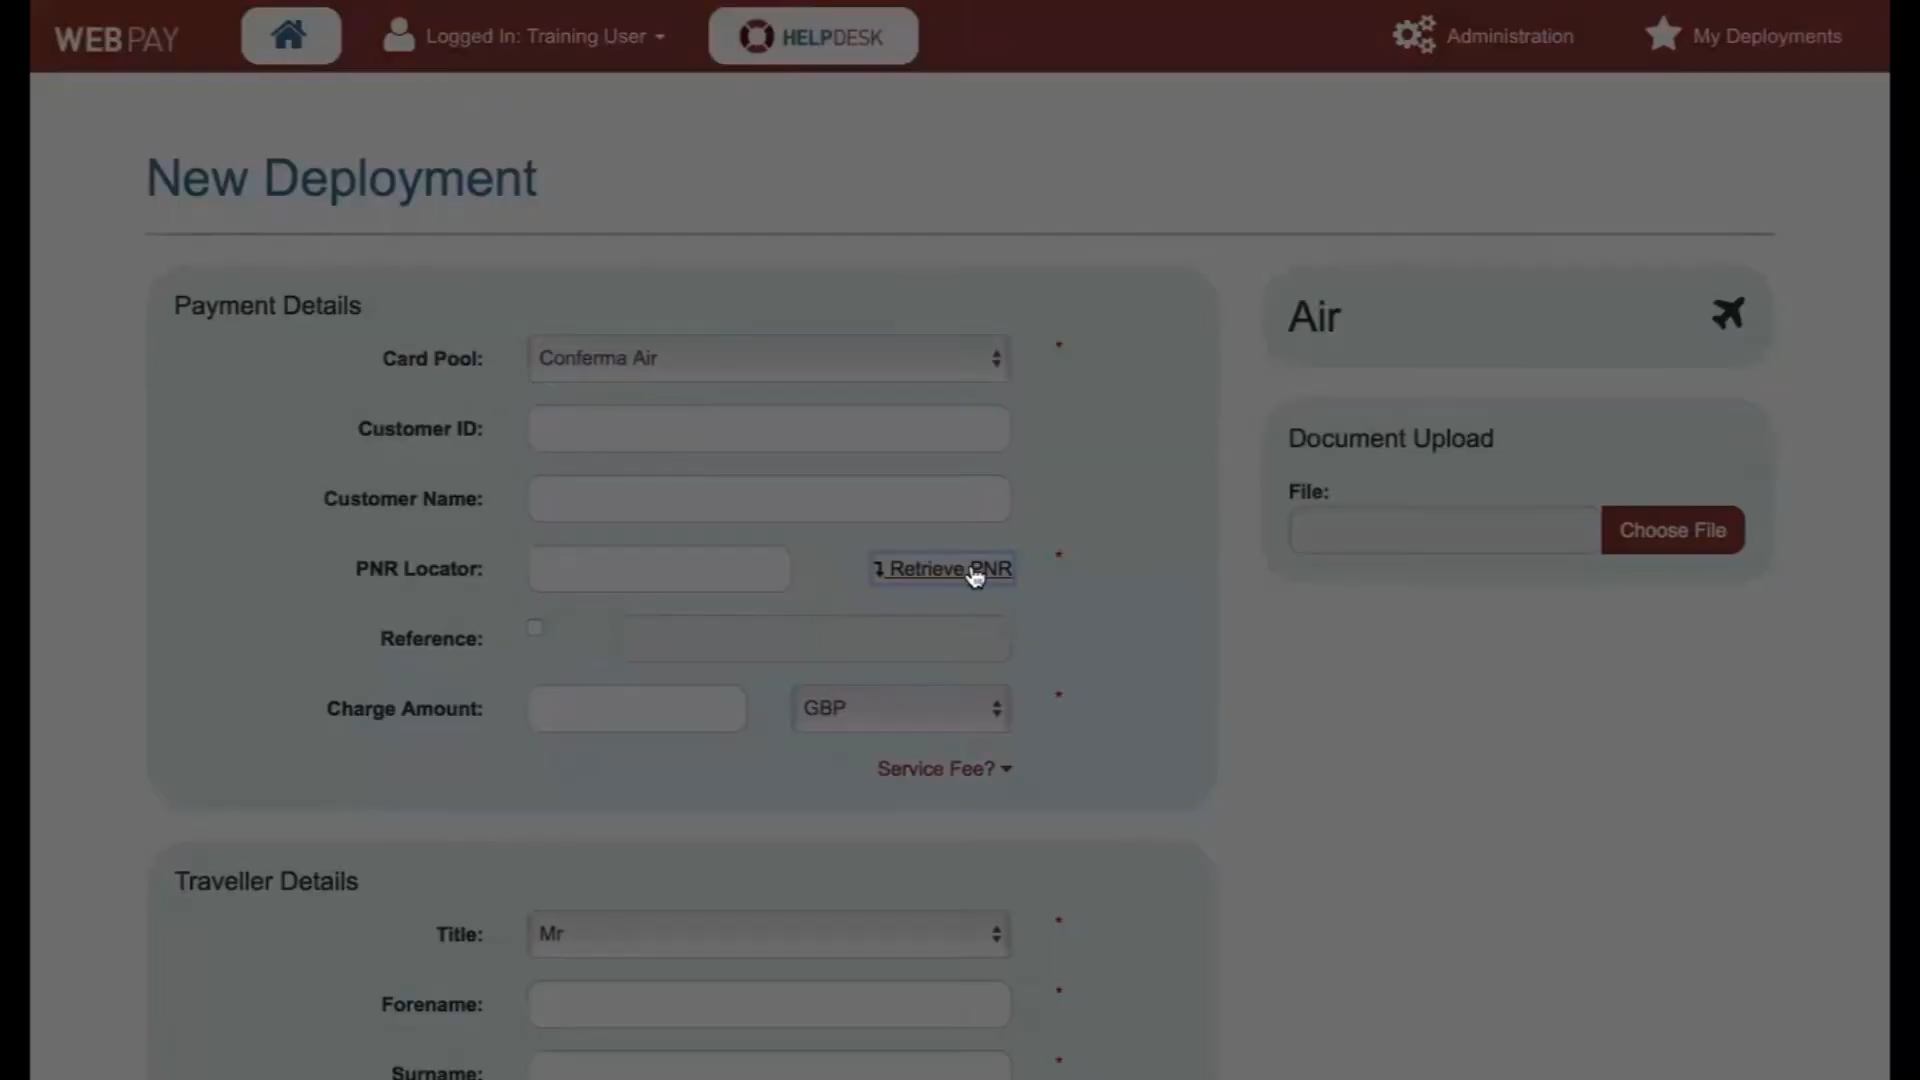 WEBPAY
Logged In: Training User
HELPDESK
Administration
My Deployments
New Deployment
Payment Details
Card Pool:
Conferma Air
*
Customer ID:
Customer Name:
PNR Locator:
Retrieve PNR
*
Reference:
Charge Amount:
GBP
*
Service Fee?
Air
Document Upload
File:
Choose File
Traveller Details
Title:
Mr
*
Forename:
*
Surname:
*